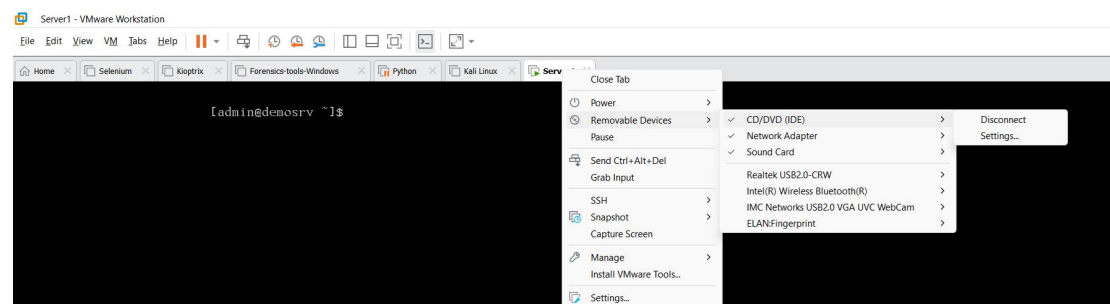 Server1 - VMware Workstation
File Edit View VM Tabs Help
Home Selenium Kioptrix Forensics-tools-Windows Python Kali Linux Serv
[admin@demosrv ~]$
Close Tab
Power
Removable Devices
Pause
Send Ctrl+Alt+Del
Grab Input
SSH
Snapshot
Capture Screen
Manage
Install VMware Tools...
Settings...
CD/DVD (IDE)
Network Adapter
Sound Card
Realtek USB2.0-CRW
Intel(R) Wireless Bluetooth(R)
IMC Networks USB2.0 VGA UVC WebCam
ELAN:Fingerprint
Disconnect
Settings...